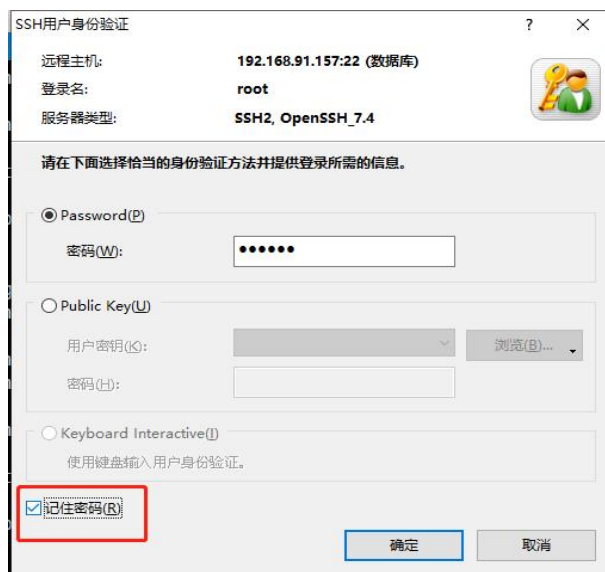 SSH用户身份验证
远程主机: 192.168.91.157:22 (数据库)
登录名: root
服务器类型: SSH2, OpenSSH_7.4
请在下面选择恰当的身份验证方法并提供登录所需的信息。
Password(P)
密码(W): ●●●●●●
Public Key(U)
用户密钥(K): 浏览(B)...
密码(H):
Keyboard Interactive(I)
使用键盘输入用户身份验证。
记住密码(R)
确定 取消